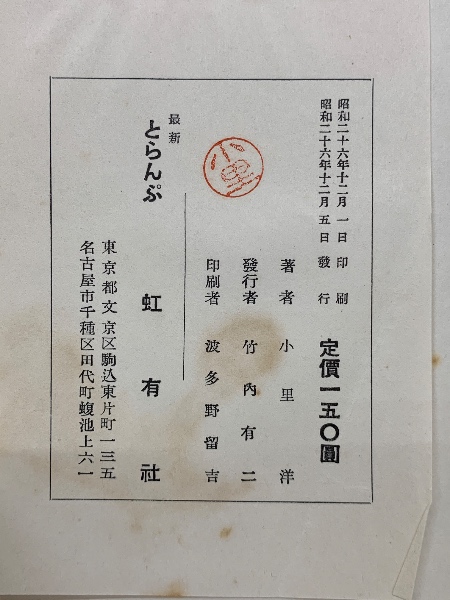 昭和二十六年十二月一日印刷
昭和二十六年十二月五日發行
定價一五〇圓
著者 小里洋
發行者 竹內有二
印刷者 波多野留吉
小里
最新
とらんぷ
虹有社
東京都文京区駒込東片町一三五
名古屋市千種区田代町蝮池上六一